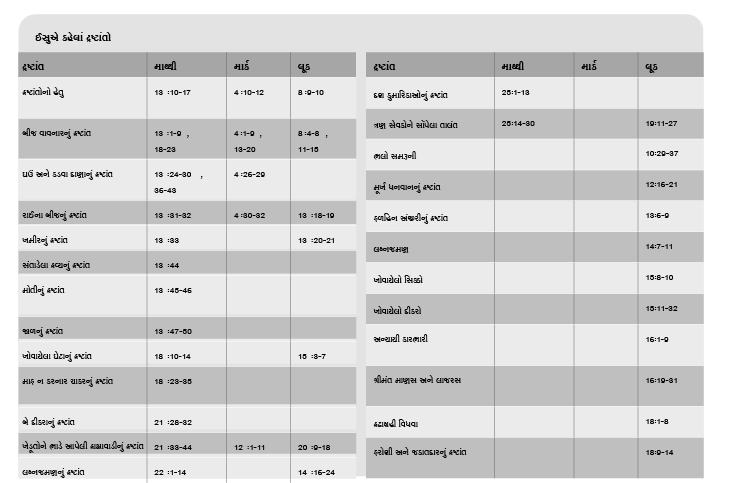 ઈસુએ કહેલાં દ્રષ્ટાંતો
દ્રષ્ટાંત માથ્થી માર્ક લૂક
દ્રષ્ટાંતોનો હેતુ 13 :10-17 4 :10-12 8 :9-10
બીજ વાવનારનું દ્રષ્ટાંત 13 :1-9 , 4 :1-9 , 8 :4-8 ,
18-23 13-20 11-15
ઘઉં અને કડવા દાણાનું દ્રષ્ટાંત 13 :24-30 , 4 :26-29
36-43
રાઈના બીજનું દ્રષ્ટાંત 13 :31-32 4 :30-32 13 :18-19
ખમીરનું દ્રષ્ટાંત 13 :33 13 :20-21
સંતાડેલા દ્રવ્યનું દ્રષ્ટાંત 13 :44
મોતીનું દ્રષ્ટાંત 13 :45-46
જાળનું દ્રષ્ટાંત 13 :47-50
ખોવાયેલા ઘેટાનું દ્રષ્ટાંત 18 :10-14 15 :3-7
માફ ન કરનાર ચાકરનું દ્રષ્ટાંત 18 :23-35
બે દીકરાનું દ્રષ્ટાંત 21 :28-32
ખેડૂતોને ભાડે આપેલી દ્રાક્ષાવાડીનું દ્રષ્ટાંત 21 :33-44 12 :1-11 20 :9-18
લગ્નજમણનું દ્રષ્ટાંત 22 :1-14 14 :16-24
દ્રષ્ટાંત માથ્થી માર્ક લૂક
દશ કુમારિકાઓનું દ્રષ્ટાંત 25:1-13
ત્રણ સેવકોને સોંપેલા તાલંત 25:14-30 19:11-27
ભલો સમરૂની 10:29-37
મૂર્ખ ધનવાનનું દ્રષ્ટાંત 12:16-21
ફળહિન અંજીરીનું દ્રષ્ટાંત 13:6-9
લગ્નજમણ 14:7-11
ખોવાયેલો સિક્કો 15:8-10
ખોવાયેલો દીકરો 15:11-32
અન્યાયી કારભારી 16:1-9
શ્રીમંત માણસ અને લાજરસ 16:19-31
કટાગ્રહી વિધવા 18:1-8
ફરોશી અને જકાતદારનું દ્રષ્ટાંત 18:9-14